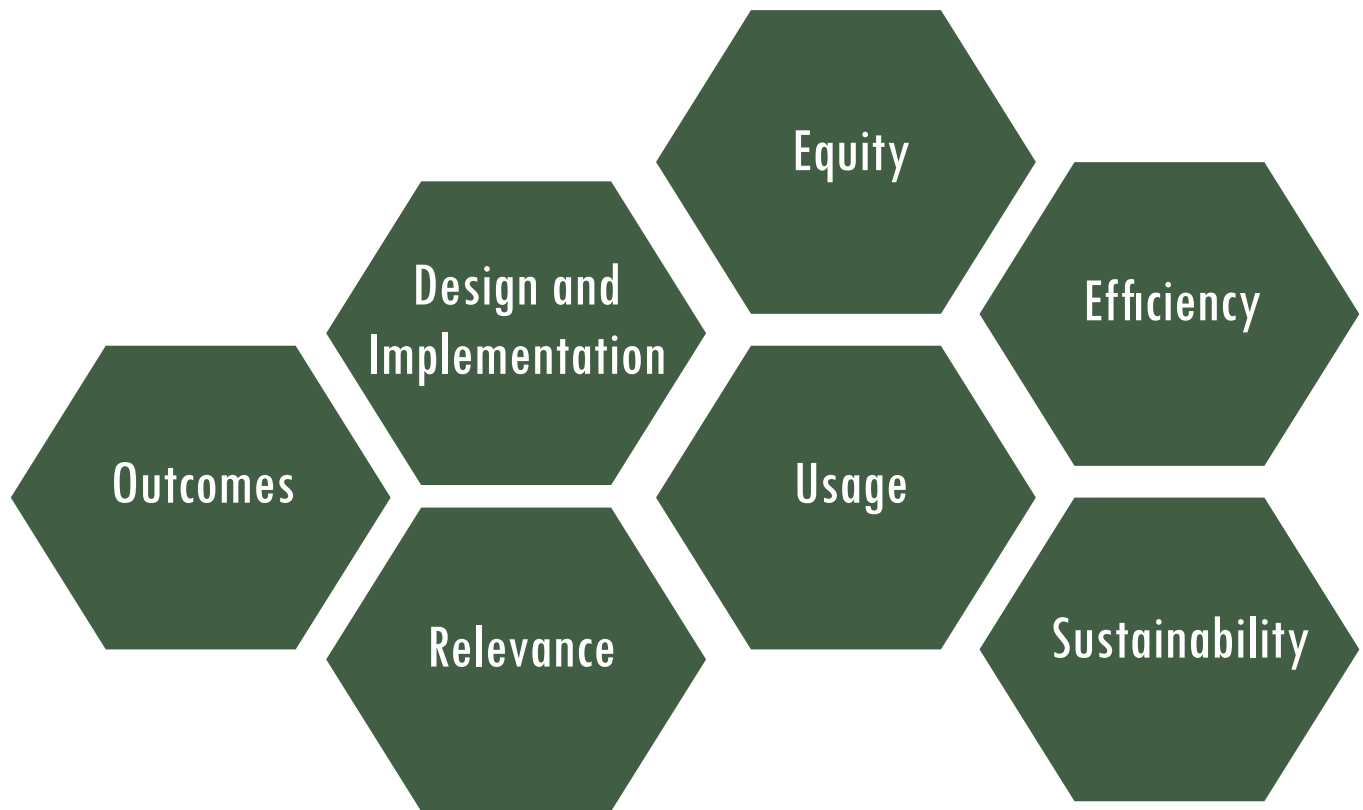 Equity
Design and
Implementation
Efficiency
Outcomes
Usage
Relevance
Sustainability